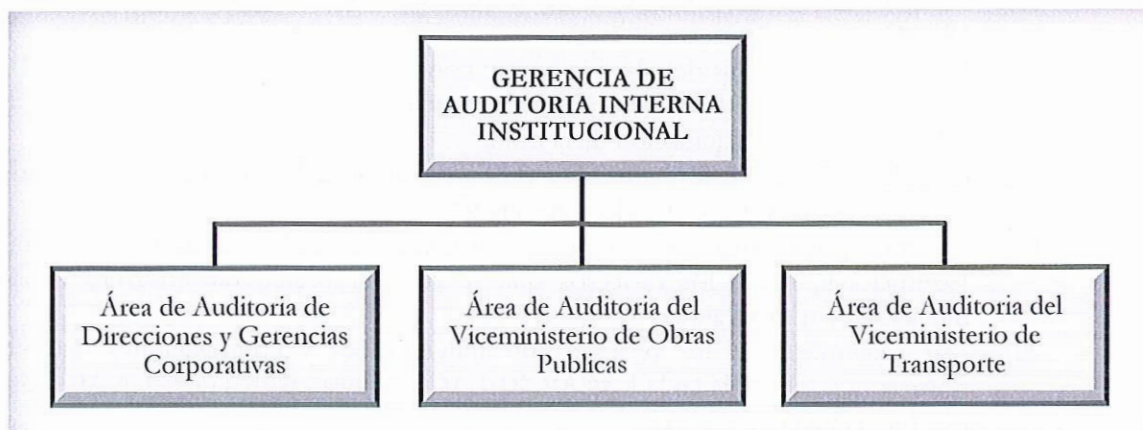 GERENCIA DE
AUDITORIA INTERNA
INSTITUCIONAL
Área de Auditoria de
Direcciones y Gerencias
Corporativas
Área de Auditoria del
Viceministerio de Obras
Publicas
Área de Auditoria del
Viceministerio de
Transporte